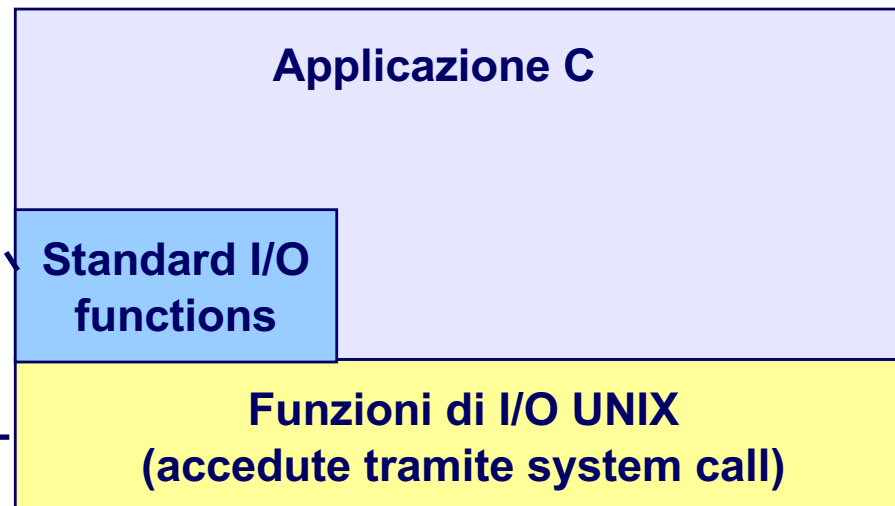 Applicazione C
Standard I/O
functions
Funzioni di I/O UNIX
(accedute tramite system call)